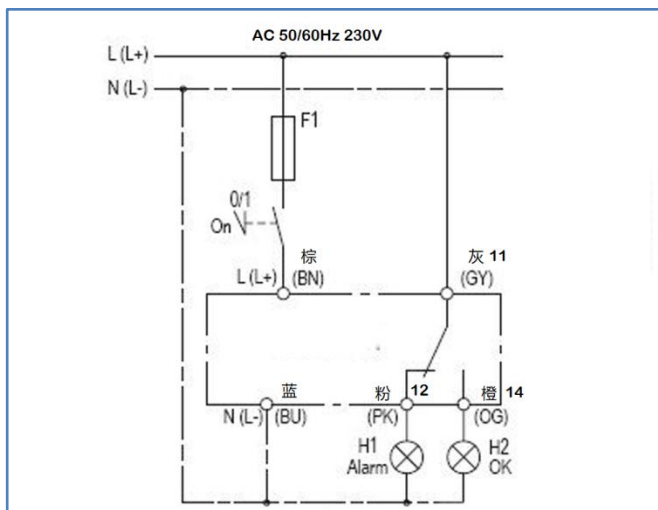 AC 50/60Hz 230V
L (L+)
N (L-)
F1
0/1
On
棕
灰 11
L (L+)
(BN)
(GY)
蓝
粉
12
橙
14
N (L-)
(BU)
(PK)
(OG)
H1
Alarm
H2
OK